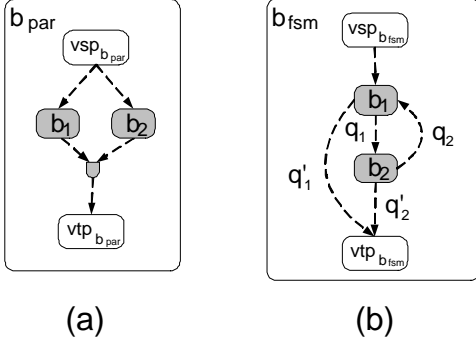 b par
vsp b par
b1 b2
vtp b par
(a)
b fsm
vsp b fsm
b1
q1 q2
b2
q'1 q'2
vtp b fsm
(b)